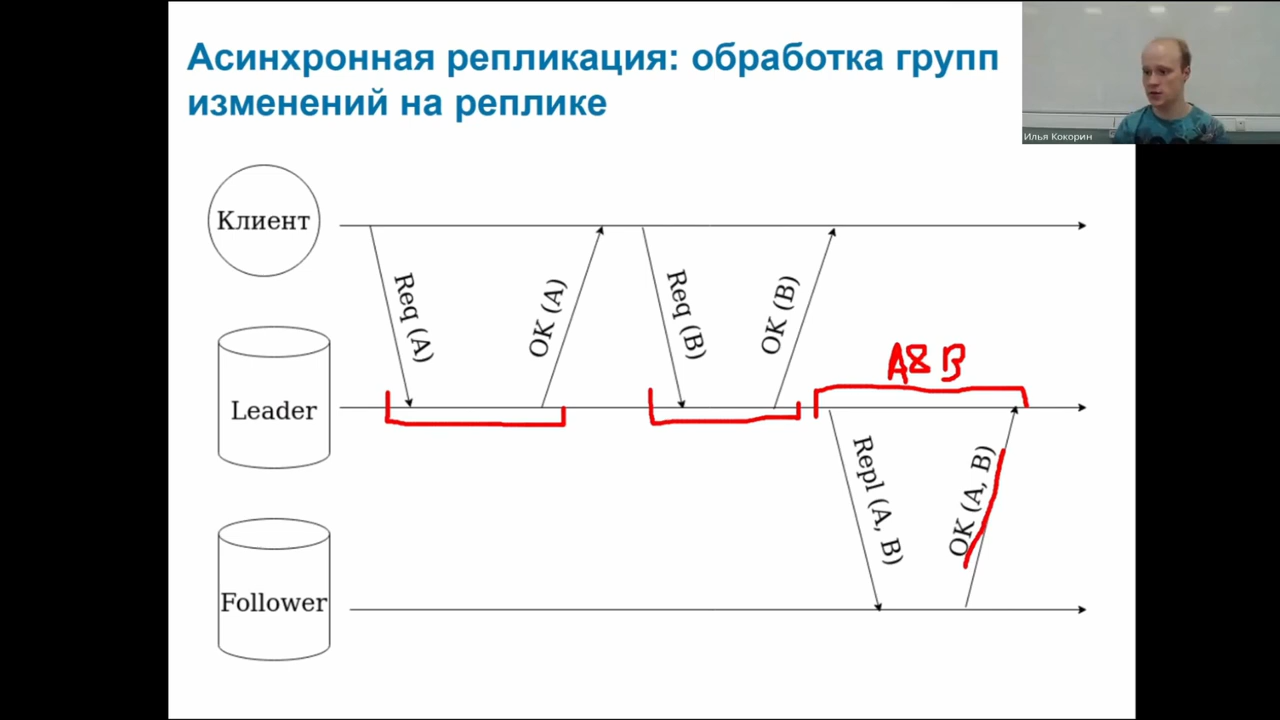 Асинхронная репликация: обработка групп
изменений на реплике
Илья Кокорин
Клиент
Req (A)
OK (A)
Req (B)
OK (B)
A&B
Leader
Repl (A, B)
OK (A, B)
Follower